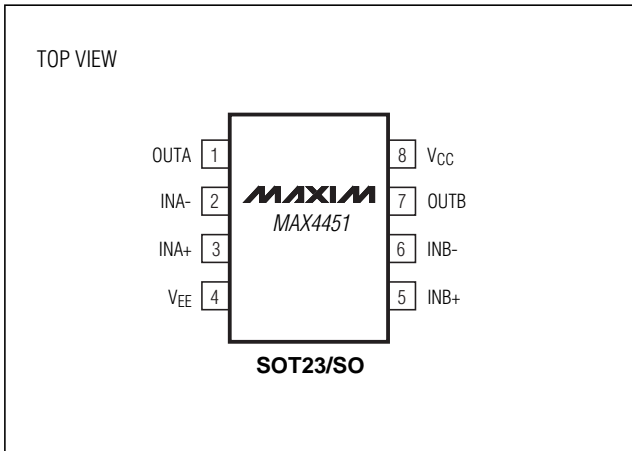 TOP VIEW
OUTA 1 8 VCC
INA- 2 MAXIM 7 OUTB
MAX4451
INA+ 3 6 INB-
VEE 4 5 INB+
SOT23/SO